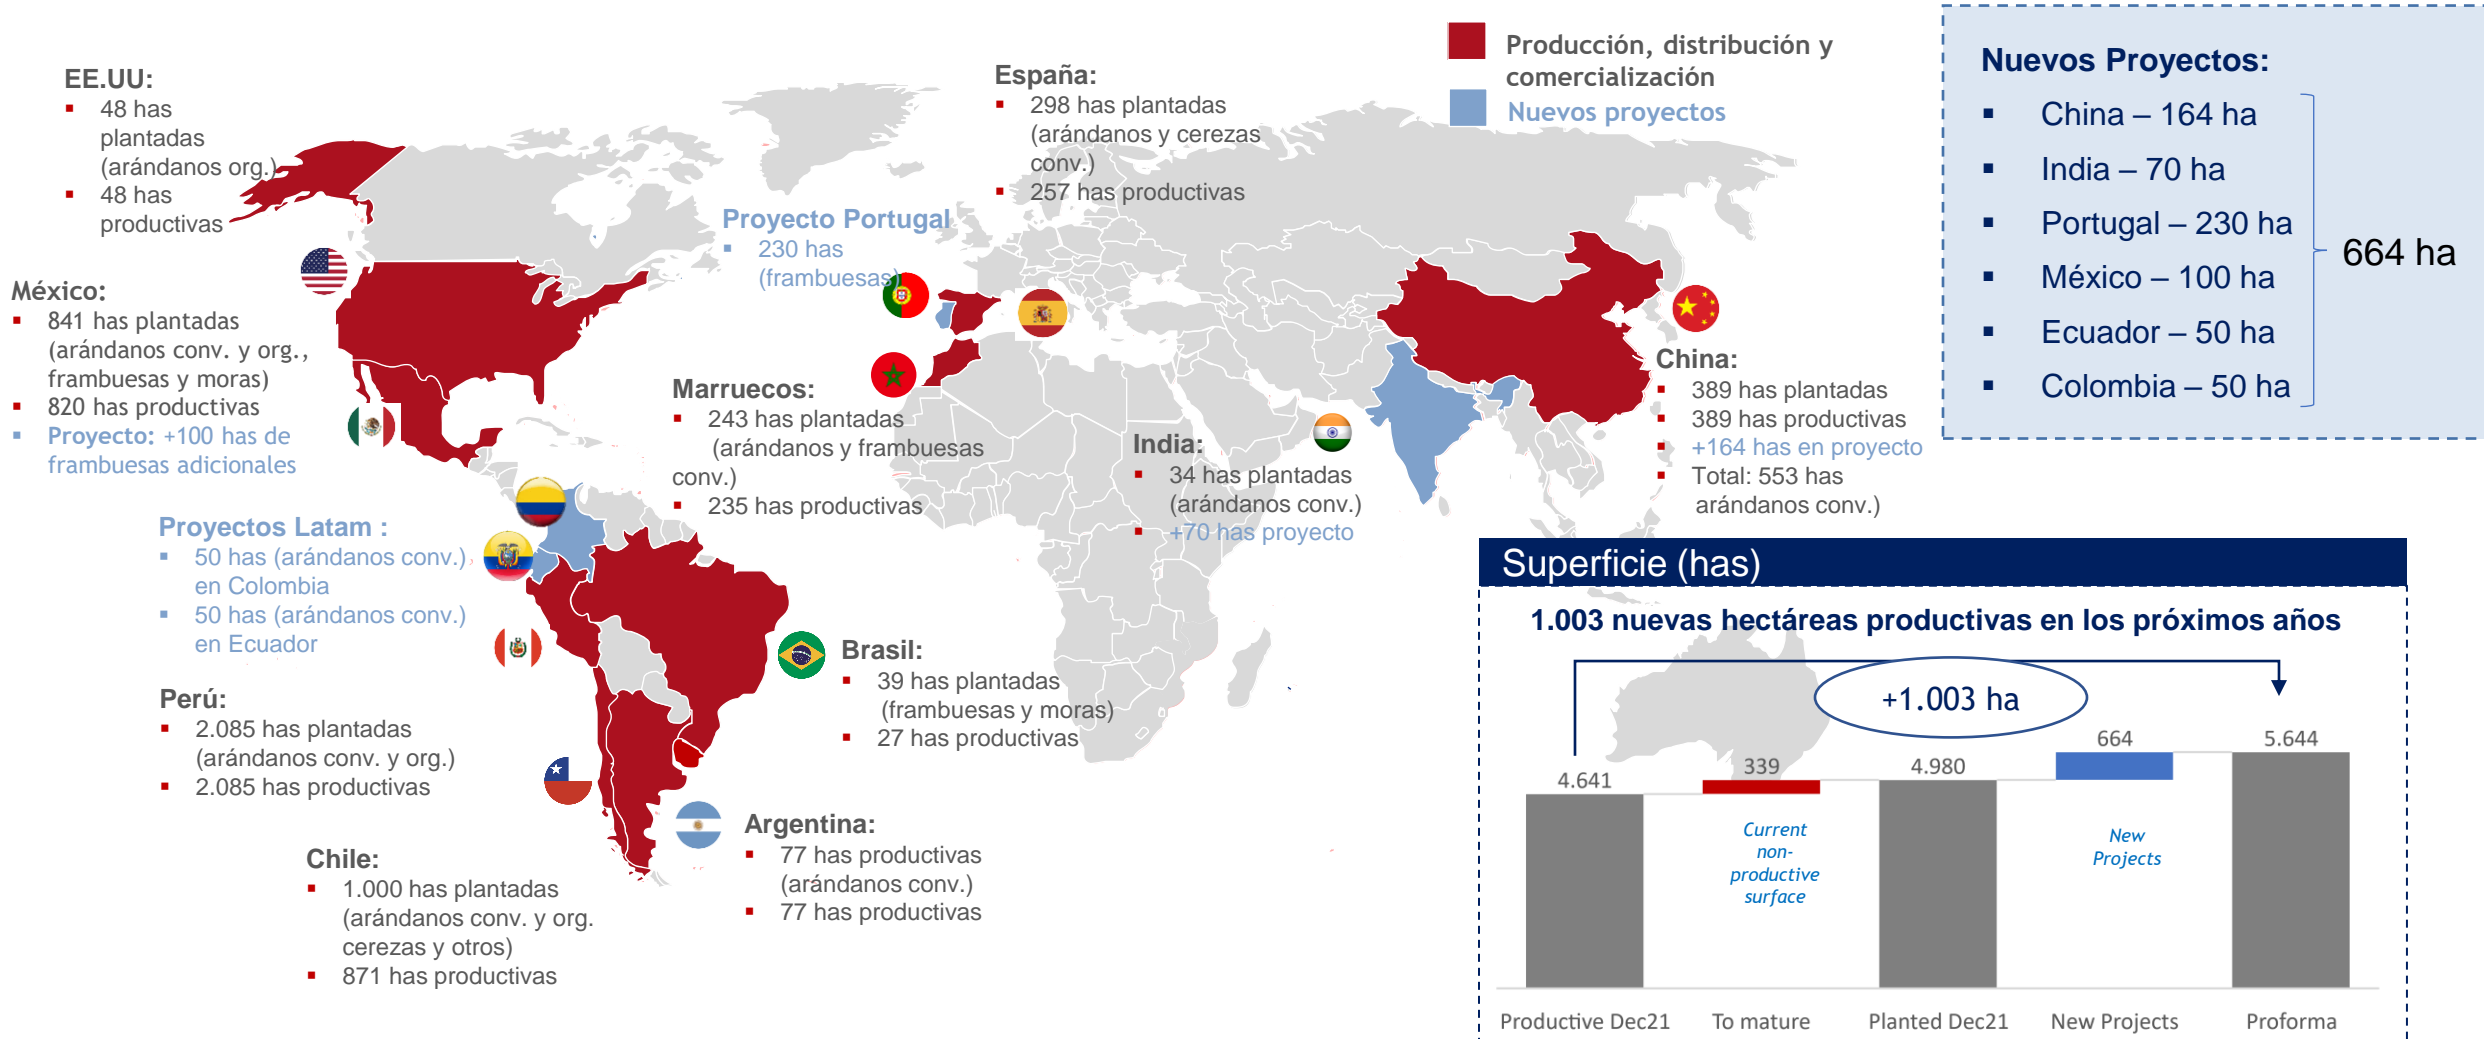 EE.UU:
▪ 48 has
plantadas
(arándanos org.)
▪ 48 has
productivas
México:
▪ 841 has plantadas
(arándanos conv. y org.,
frambuesas y moras)
▪ 820 has productivas
▪ Proyecto: +100 has de
frambuesas adicionales
Proyectos Latam :
▪ 50 has (arándanos conv.)
en Colombia
▪ 50 has (arándanos conv.)
en Ecuador
Perú:
▪ 2.085 has plantadas
(arándanos conv. y org.)
▪ 2.085 has productivas
Chile:
▪ 1.000 has plantadas
(arándanos conv. y org.
cerezas y otros)
▪ 871 has productivas
Argentina:
▪ 77 has productivas
(arándanos conv.)
▪ 77 has productivas
Brasil:
▪ 39 has plantadas
(frambuesas y moras)
▪ 27 has productivas
Proyecto Portugal
▪ 230 has
(frambuesas)
España:
▪ 298 has plantadas
(arándanos y cerezas
conv.)
▪ 257 has productivas
Marruecos:
▪ 243 has plantadas
(arándanos y frambuesas
conv.)
▪ 235 has productivas
India:
▪ 34 has plantadas
(arándanos conv.)
▪ +70 has proyecto
China:
▪ 389 has plantadas
▪ 389 has productivas
▪ +164 has en proyecto
▪ Total: 553 has
arándanos conv.)
Producción, distribución y
comercialización
Nuevos proyectos
Nuevos Proyectos:
▪ China – 164 ha
▪ India – 70 ha
▪ Portugal – 230 ha
▪ México – 100 ha
▪ Ecuador – 50 ha
▪ Colombia – 50 ha
664 ha
Superficie (has)
1.003 nuevas hectáreas productivas en los próximos años
+1.003 ha
4.641
339
4.980
664
5.644
Current
non-
productive
surface
New
Projects
Productive Dec21
To mature
Planted Dec21
New Projects
Proforma